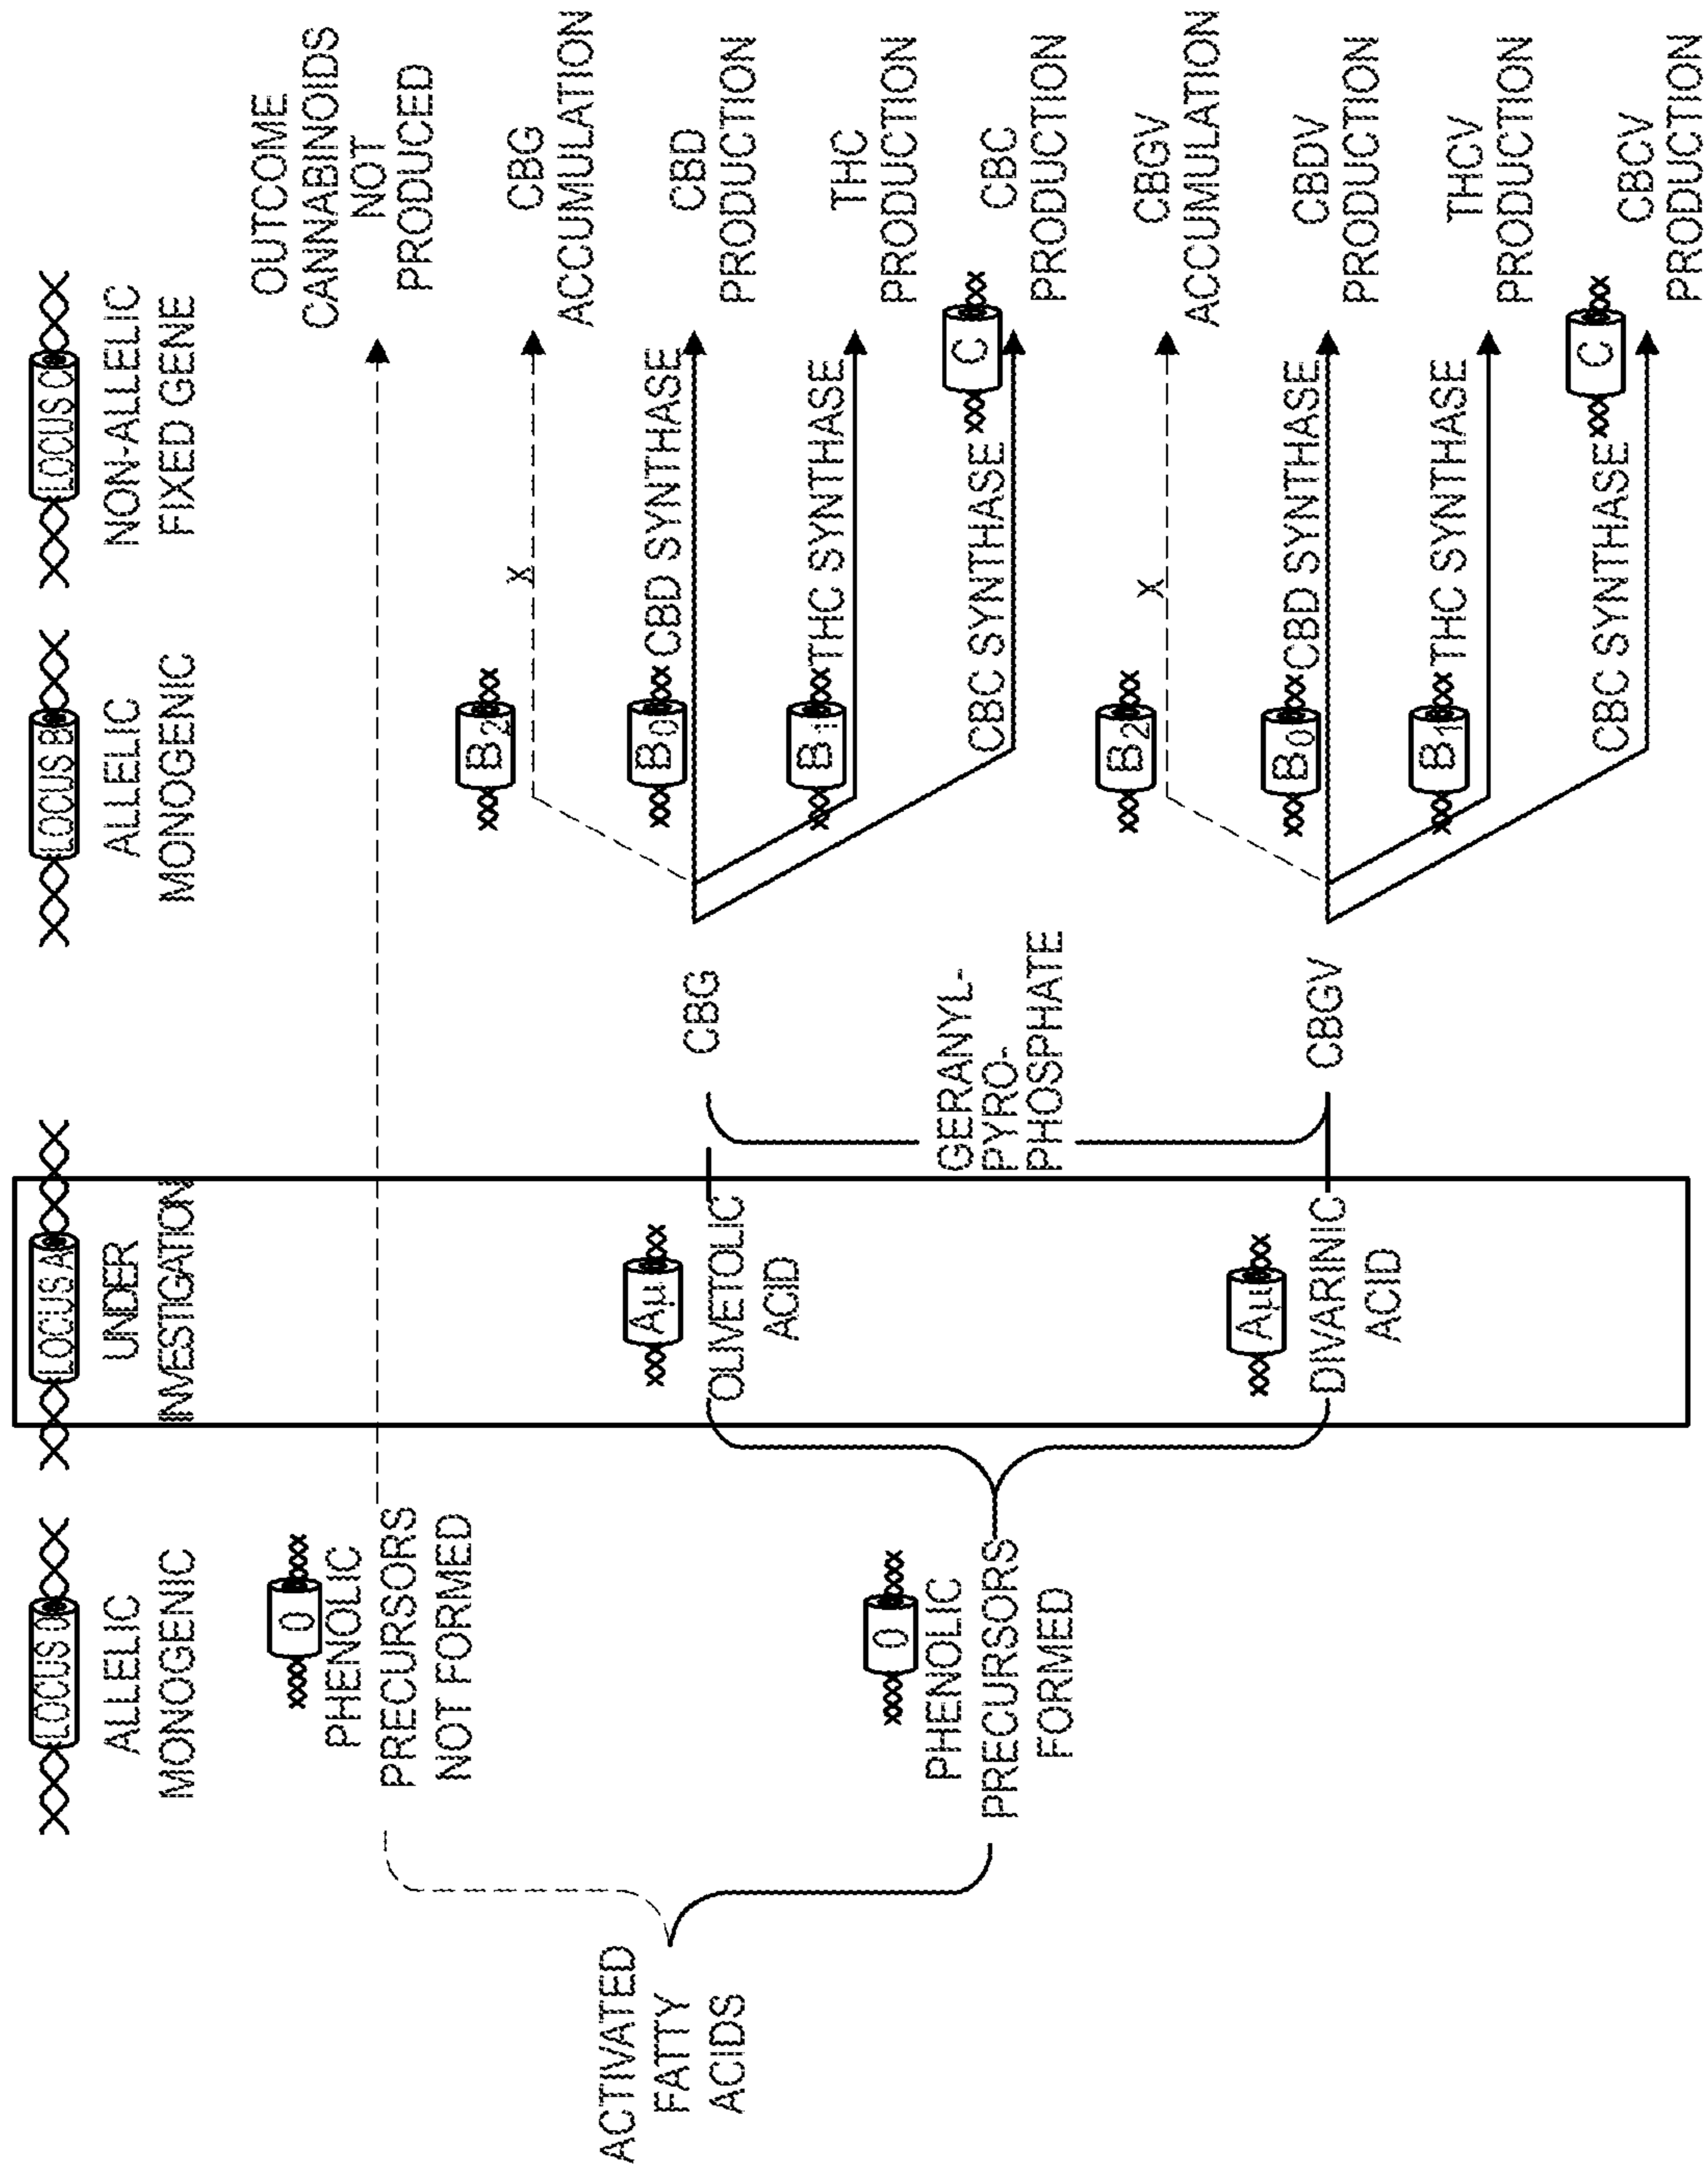 LOCUS O
ALLELIC
MONOGENIC
LOCUS A
UNDER
INVESTIGATION
LOCUS B
ALLELIC
MONOGENIC
LOCUS C
NON-ALLELIC
FIXED GENE
ACTIVATED
FATTY
ACIDS
O
PHENOLIC
PRECURSORS
NOT FORMED
O
PHENOLIC
PRECURSORS
FORMED
Aµ
OLIVETOLIC
ACID
Aµ
DIVARINIC
ACID
GERANYL-
PYRO-
PHOSPHATE
CBG
CBGV
OUTCOME
CANNABINOIDS
NOT
PRODUCED
B2
X
CBG
ACCUMULATION
B0
CBD SYNTHASE
CBD
PRODUCTION
B1
THC SYNTHASE
THC
PRODUCTION
CBC SYNTHASE
C
CBC
PRODUCTION
B2
X
CBGV
ACCUMULATION
B0
CBD SYNTHASE
CBDV
PRODUCTION
B1
THC SYNTHASE
THCV
PRODUCTION
CBC SYNTHASE
C
CBCV
PRODUCTION